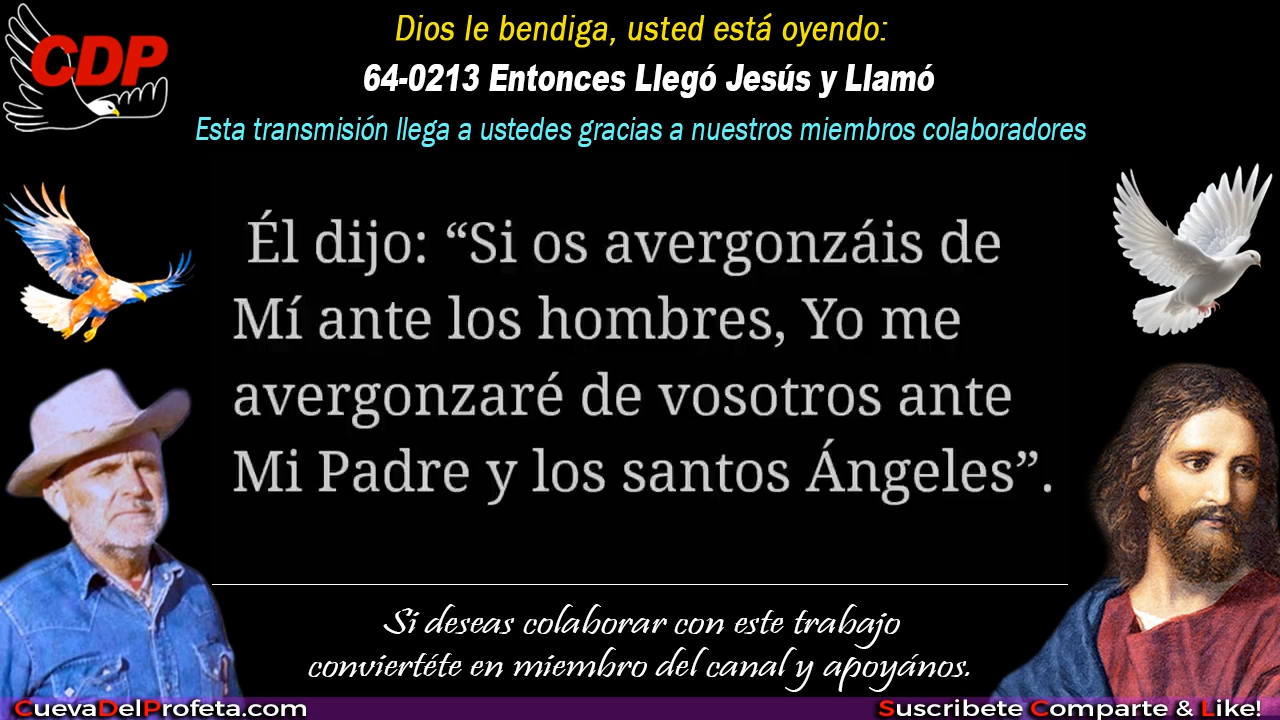 CDP
Dios le bendiga, usted está oyendo:
64-0213 Entonces Llegó Jesús y Llamó
Esta transmisión llega a ustedes gracias a nuestros miembros colaboradores
Él dijo: “Si os avergonzáis de
Mí ante los hombres, Yo me
avergonzaré de vosotros ante
Mi Padre y los santos Ángeles”.
Si deseas colaborar con este trabajo
conviertéte en miembro del canal y apoyános.
CuevaDelProfeta.com
Suscribete Comparte & Like!